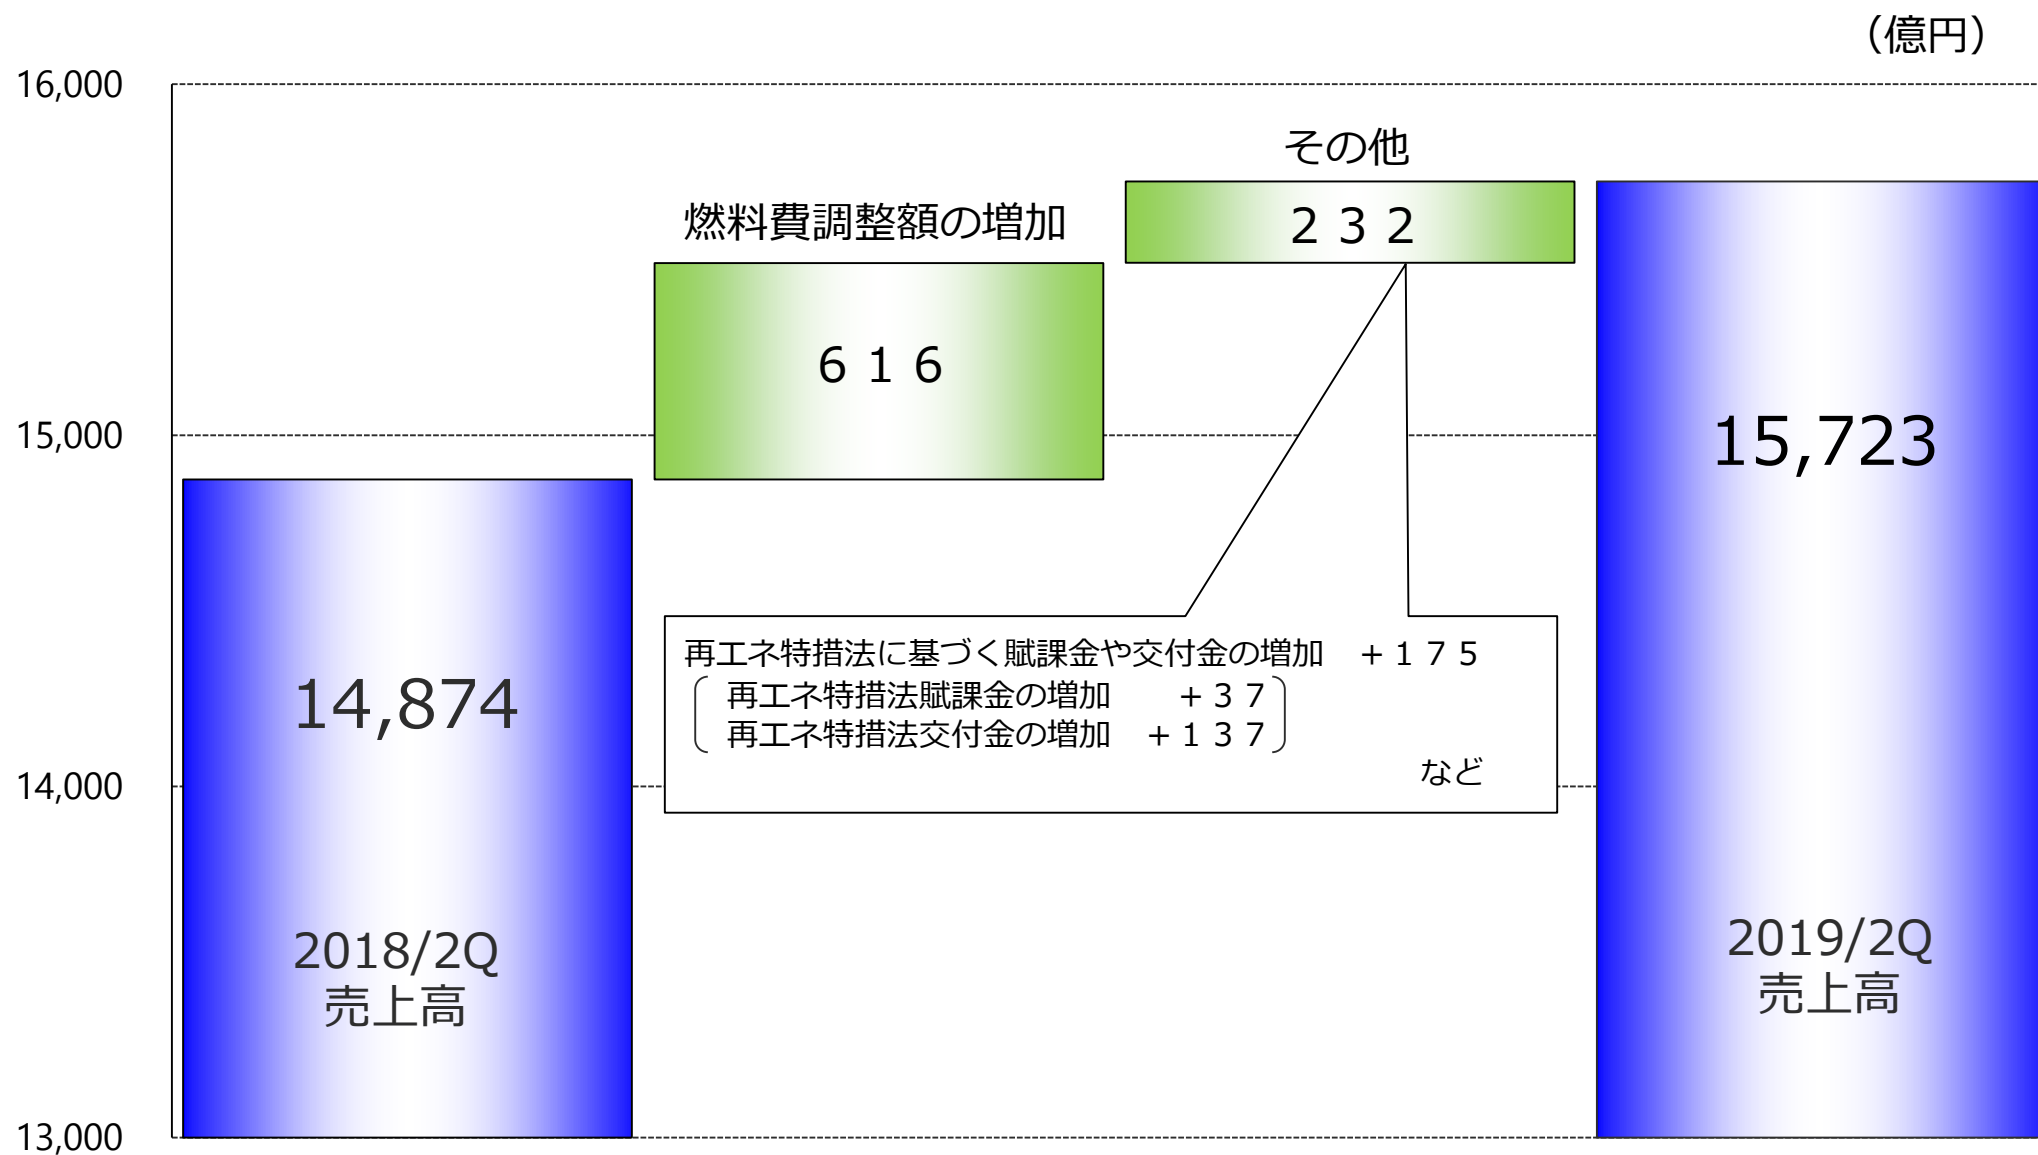 （億円）
16,000
15,000
14,000
13,000
14,874
2018/2Q
売上高
燃料費調整額の増加
６１６
その他
２３２
再エネ特措法に基づく賦課金や交付金の増加　＋１７５
再エネ特措法賦課金の増加　　＋３７
再エネ特措法交付金の増加　＋１３７
など
15,723
2019/2Q
売上高